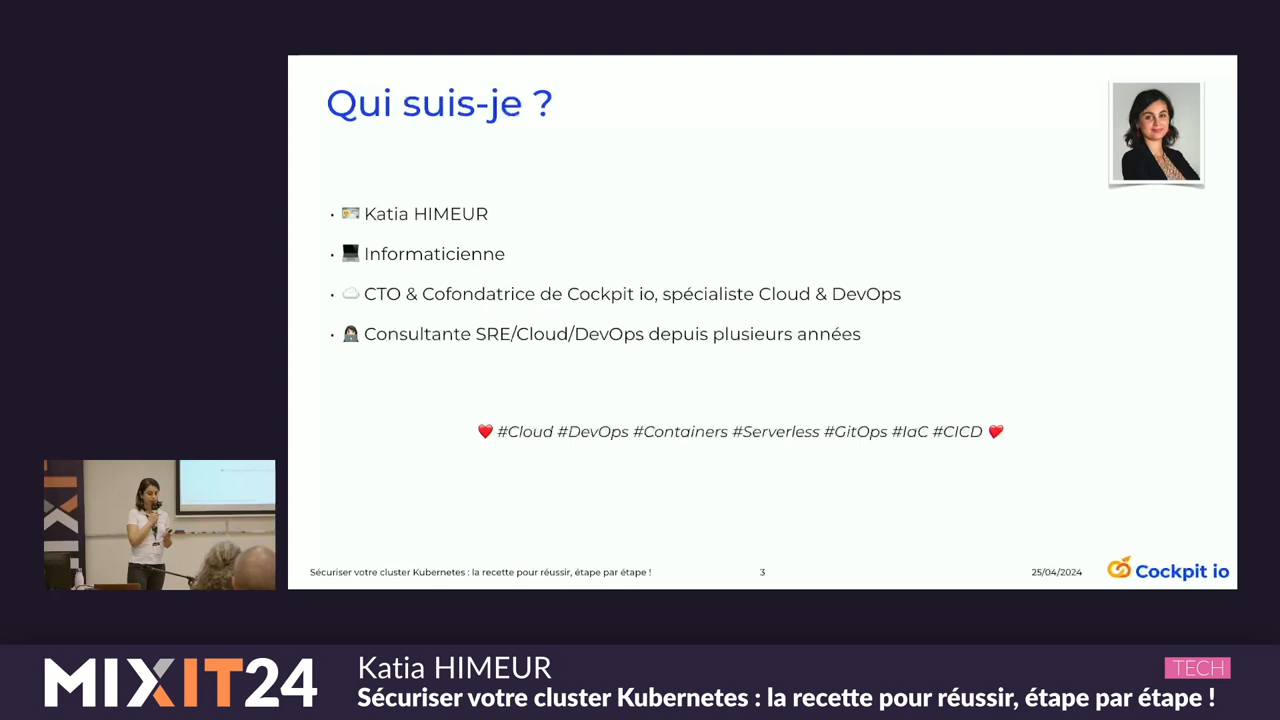 Qui suis-je ?
• Katia HIMEUR
• Informaticienne
• CTO & Cofondatrice de Cockpit io, spécialiste Cloud & DevOps
• Consultante SRE/Cloud/DevOps depuis plusieurs années
#Cloud #DevOps #Containers #Serverless #GitOps #IaC #CICD
Sécuriser votre cluster Kubernetes : la recette pour réussir, étape par étape !
3
25/04/2024
Cockpit io
MIXIT24
Katia HIMEUR
TECH
Sécuriser votre cluster Kubernetes : la recette pour réussir, étape par étape !